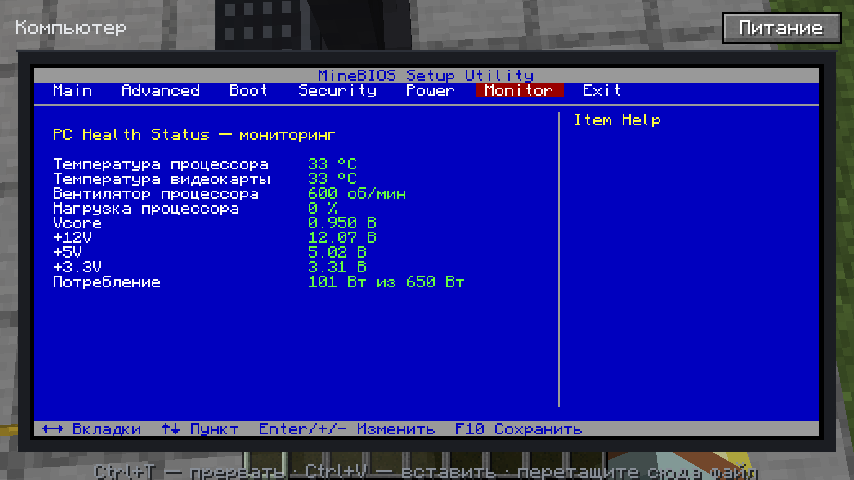 Компьютер
Питание
MineBIOS Setup Utility
Main Advanced Boot Security Power Monitor Exit
PC Health Status — мониторинг
Item Help
Температура процессора 33 °C
Температура видеокарты 33 °C
Вентилятор процессора 600 об/мин
Нагрузка процессора 0 %
Vcore 0.950 В
+12V 12.07 В
+5V 5.02 В
+3.3V 3.31 В
Потребление 101 Вт из 650 Вт
↔ Вкладки ↑↓ Пункт Enter/+/- Изменить F10 Сохранить
Ctrl+T — прервать · Ctrl+V — вставить · перетащите сюда файл